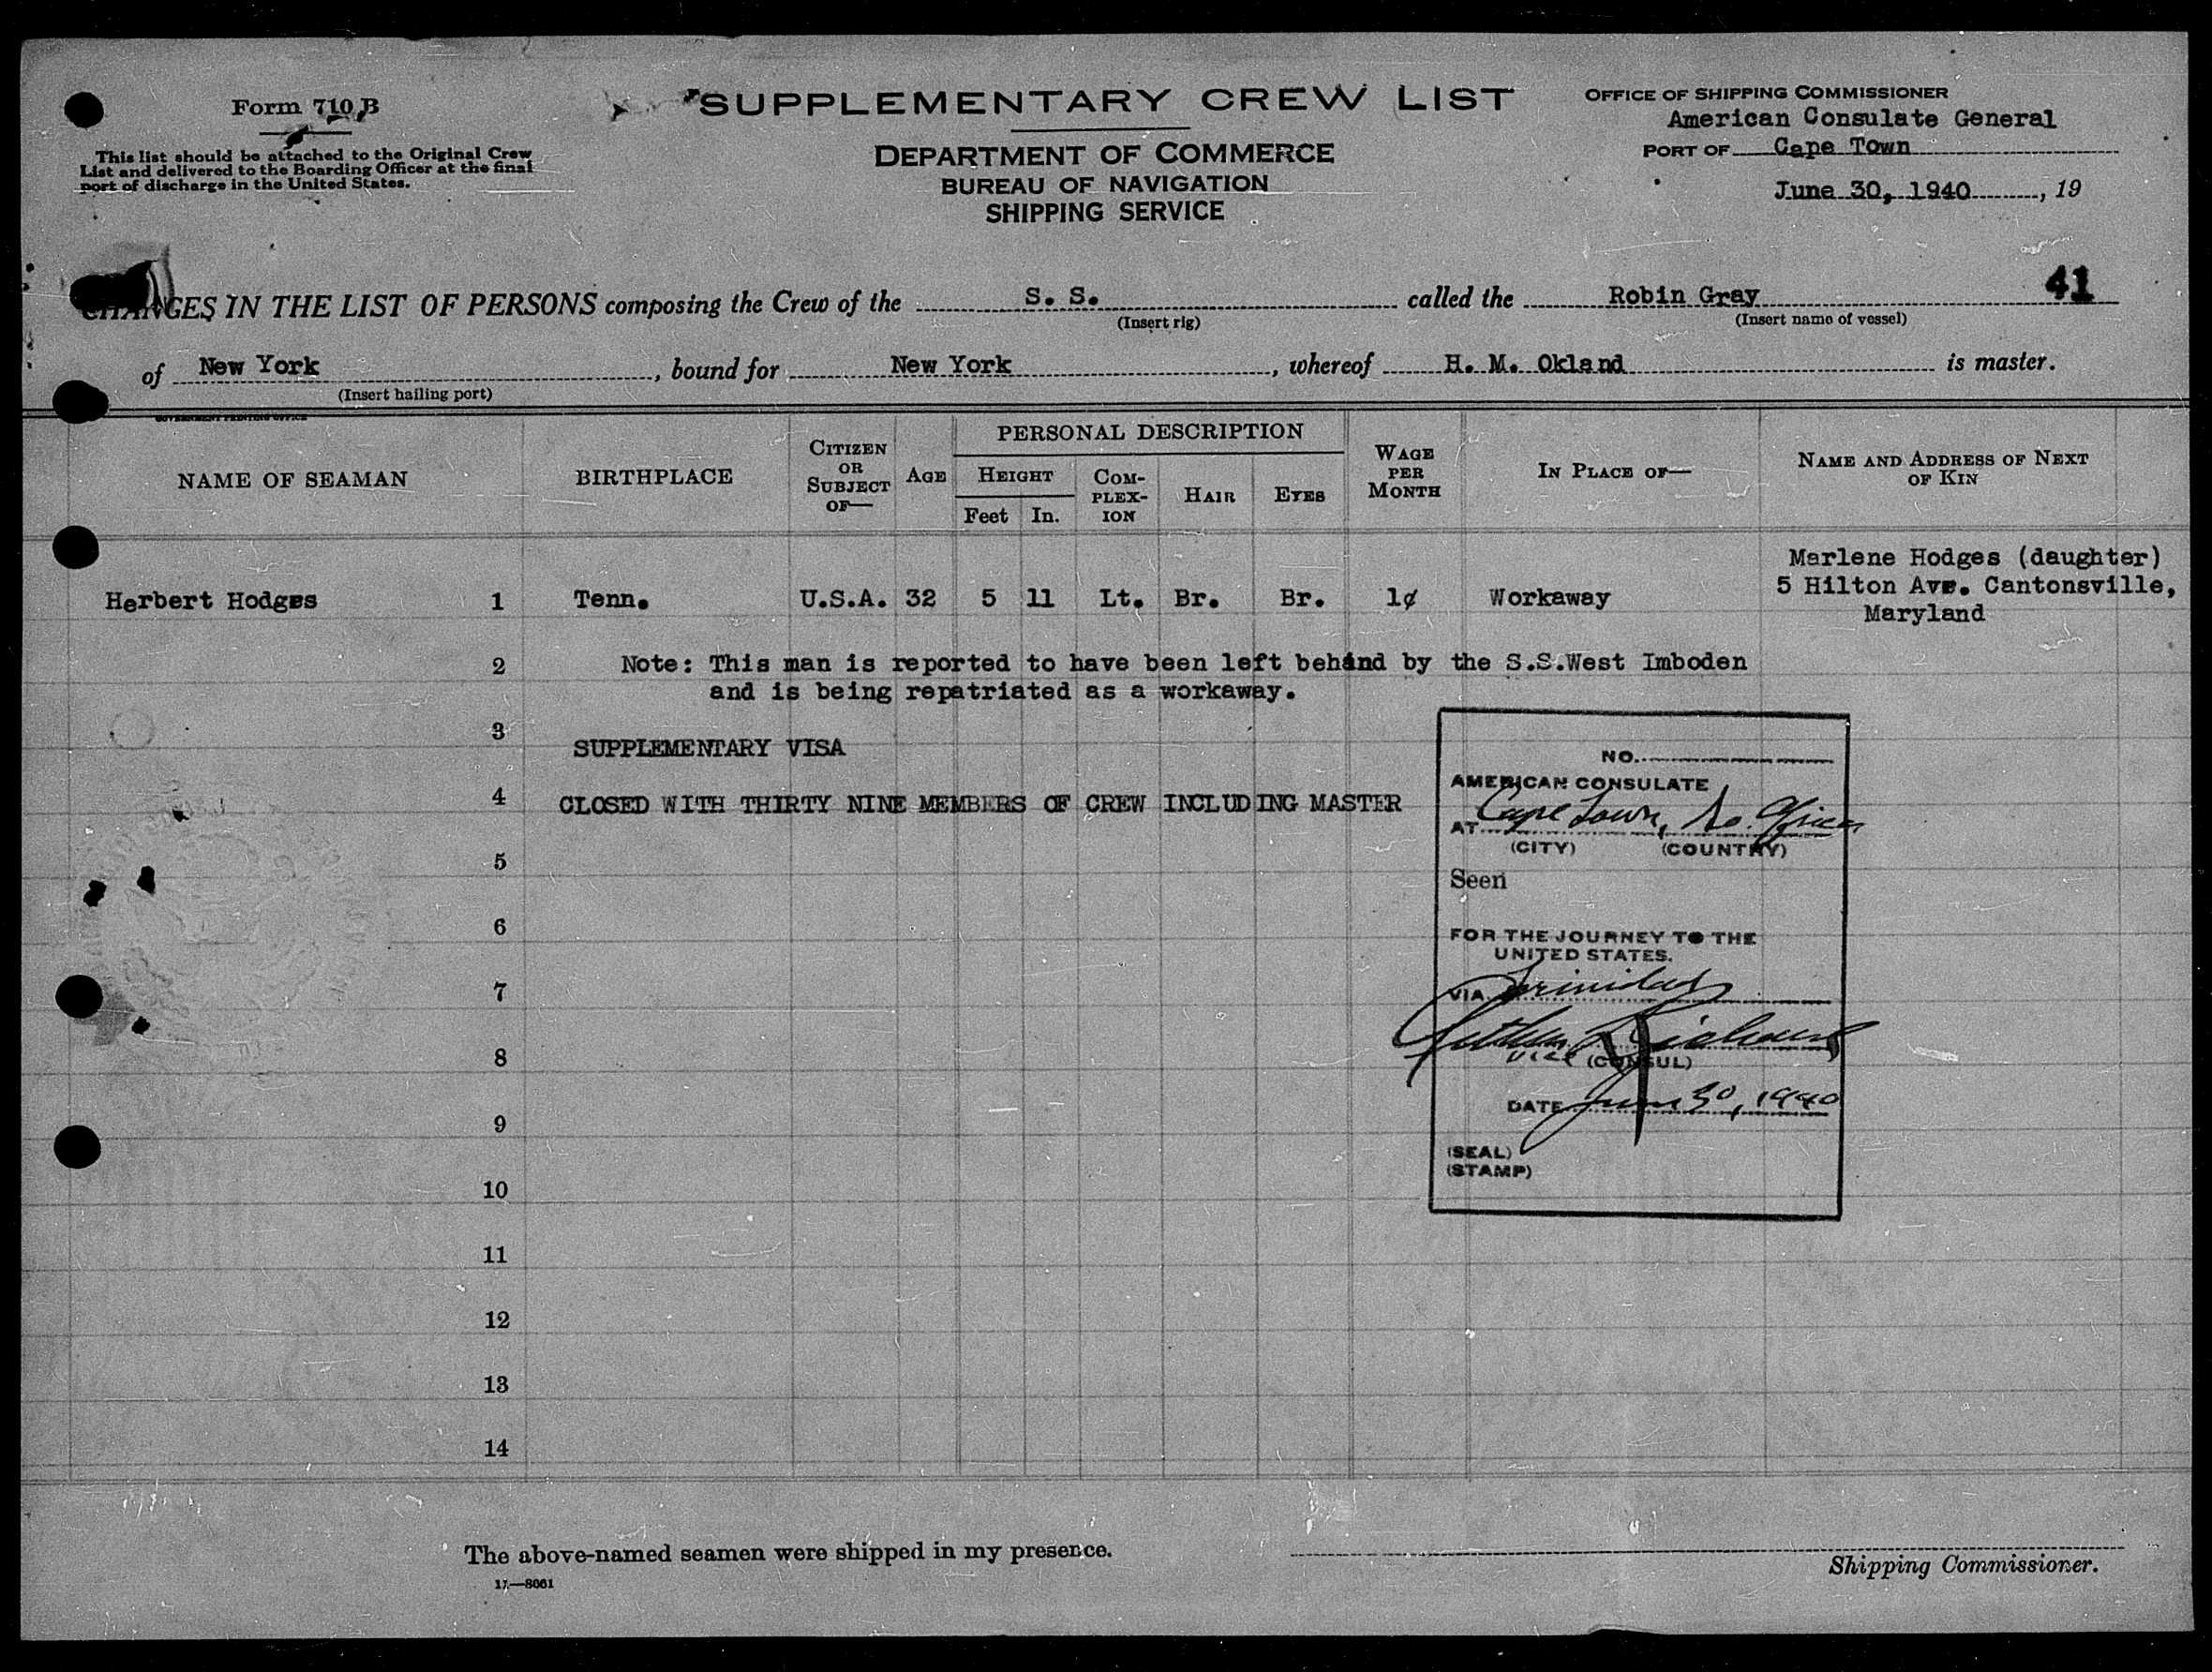 Form 710 B
This list should be attached to the Original Crew
List and delivered to the Boarding Officer at the final
port of discharge in the United States.
SUPPLEMENTARY CREW LIST
DEPARTMENT OF COMMERCE
BUREAU OF NAVIGATION
SHIPPING SERVICE
OFFICE OF SHIPPING COMMISSIONER
American Consulate General
PORT OF Cape Town
June 30, 1940, 19
41
CHANGES IN THE LIST OF PERSONS composing the Crew of the S. S. called the Robin Gray
(Insert rig) (Insert name of vessel)
of New York, bound for New York, whereof H. M. Okland is master.
(Insert hailing port)
GOVERNMENT PRINTING OFFICE
NAME OF SEAMAN
BIRTHPLACE
CITIZEN OR SUBJECT OF—
AGE
PERSONAL DESCRIPTION
HEIGHT
Feet In.
COM-PLEX-ION
HAIR
EYES
WAGE PER MONTH
IN PLACE OF—
NAME AND ADDRESS OF NEXT OF KIN
Marlene Hodges (daughter)
Herbert Hodges 1 Tenn. U.S.A. 32 5 11 Lt. Br. Br. 1¢ Workaway 5 Hilton Ave. Cantonsville,
Maryland
2 Note: This man is reported to have been left behind by the S.S.West Imboden
and is being repatriated as a workaway.
3 SUPPLEMENTARY VISA
4 CLOSED WITH THIRTY NINE MEMBERS OF CREW INCLUDING MASTER
5
6
7
8
9
10
11
12
13
14
NO.
AMERICAN CONSULATE
AT Cape Town, So. Africa
(CITY) (COUNTRY)
Seen
FOR THE JOURNEY TO THE
UNITED STATES.
VIA Trinidad
vice (CONSUL)
DATE June 30, 1940
(SEAL)
(STAMP)
The above-named seamen were shipped in my presence.
11—8061
Shipping Commissioner.